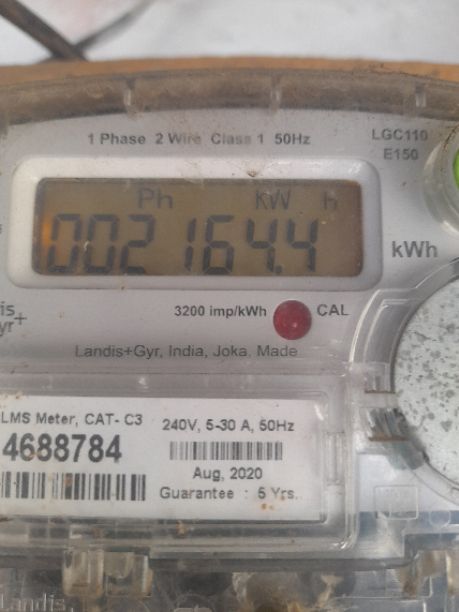 1 Phase 2 Wire Class 1 50Hz
LGC110
E150
Ph KW h
002164.4
kWh
3200 imp/kWh
CAL
Landis+Gyr, India, Joka. Made
LMS Meter, CAT- C3
4688784
240V, 5-30 A, 50Hz
Aug, 2020
Guarantee : 5 Yrs.
Landis,